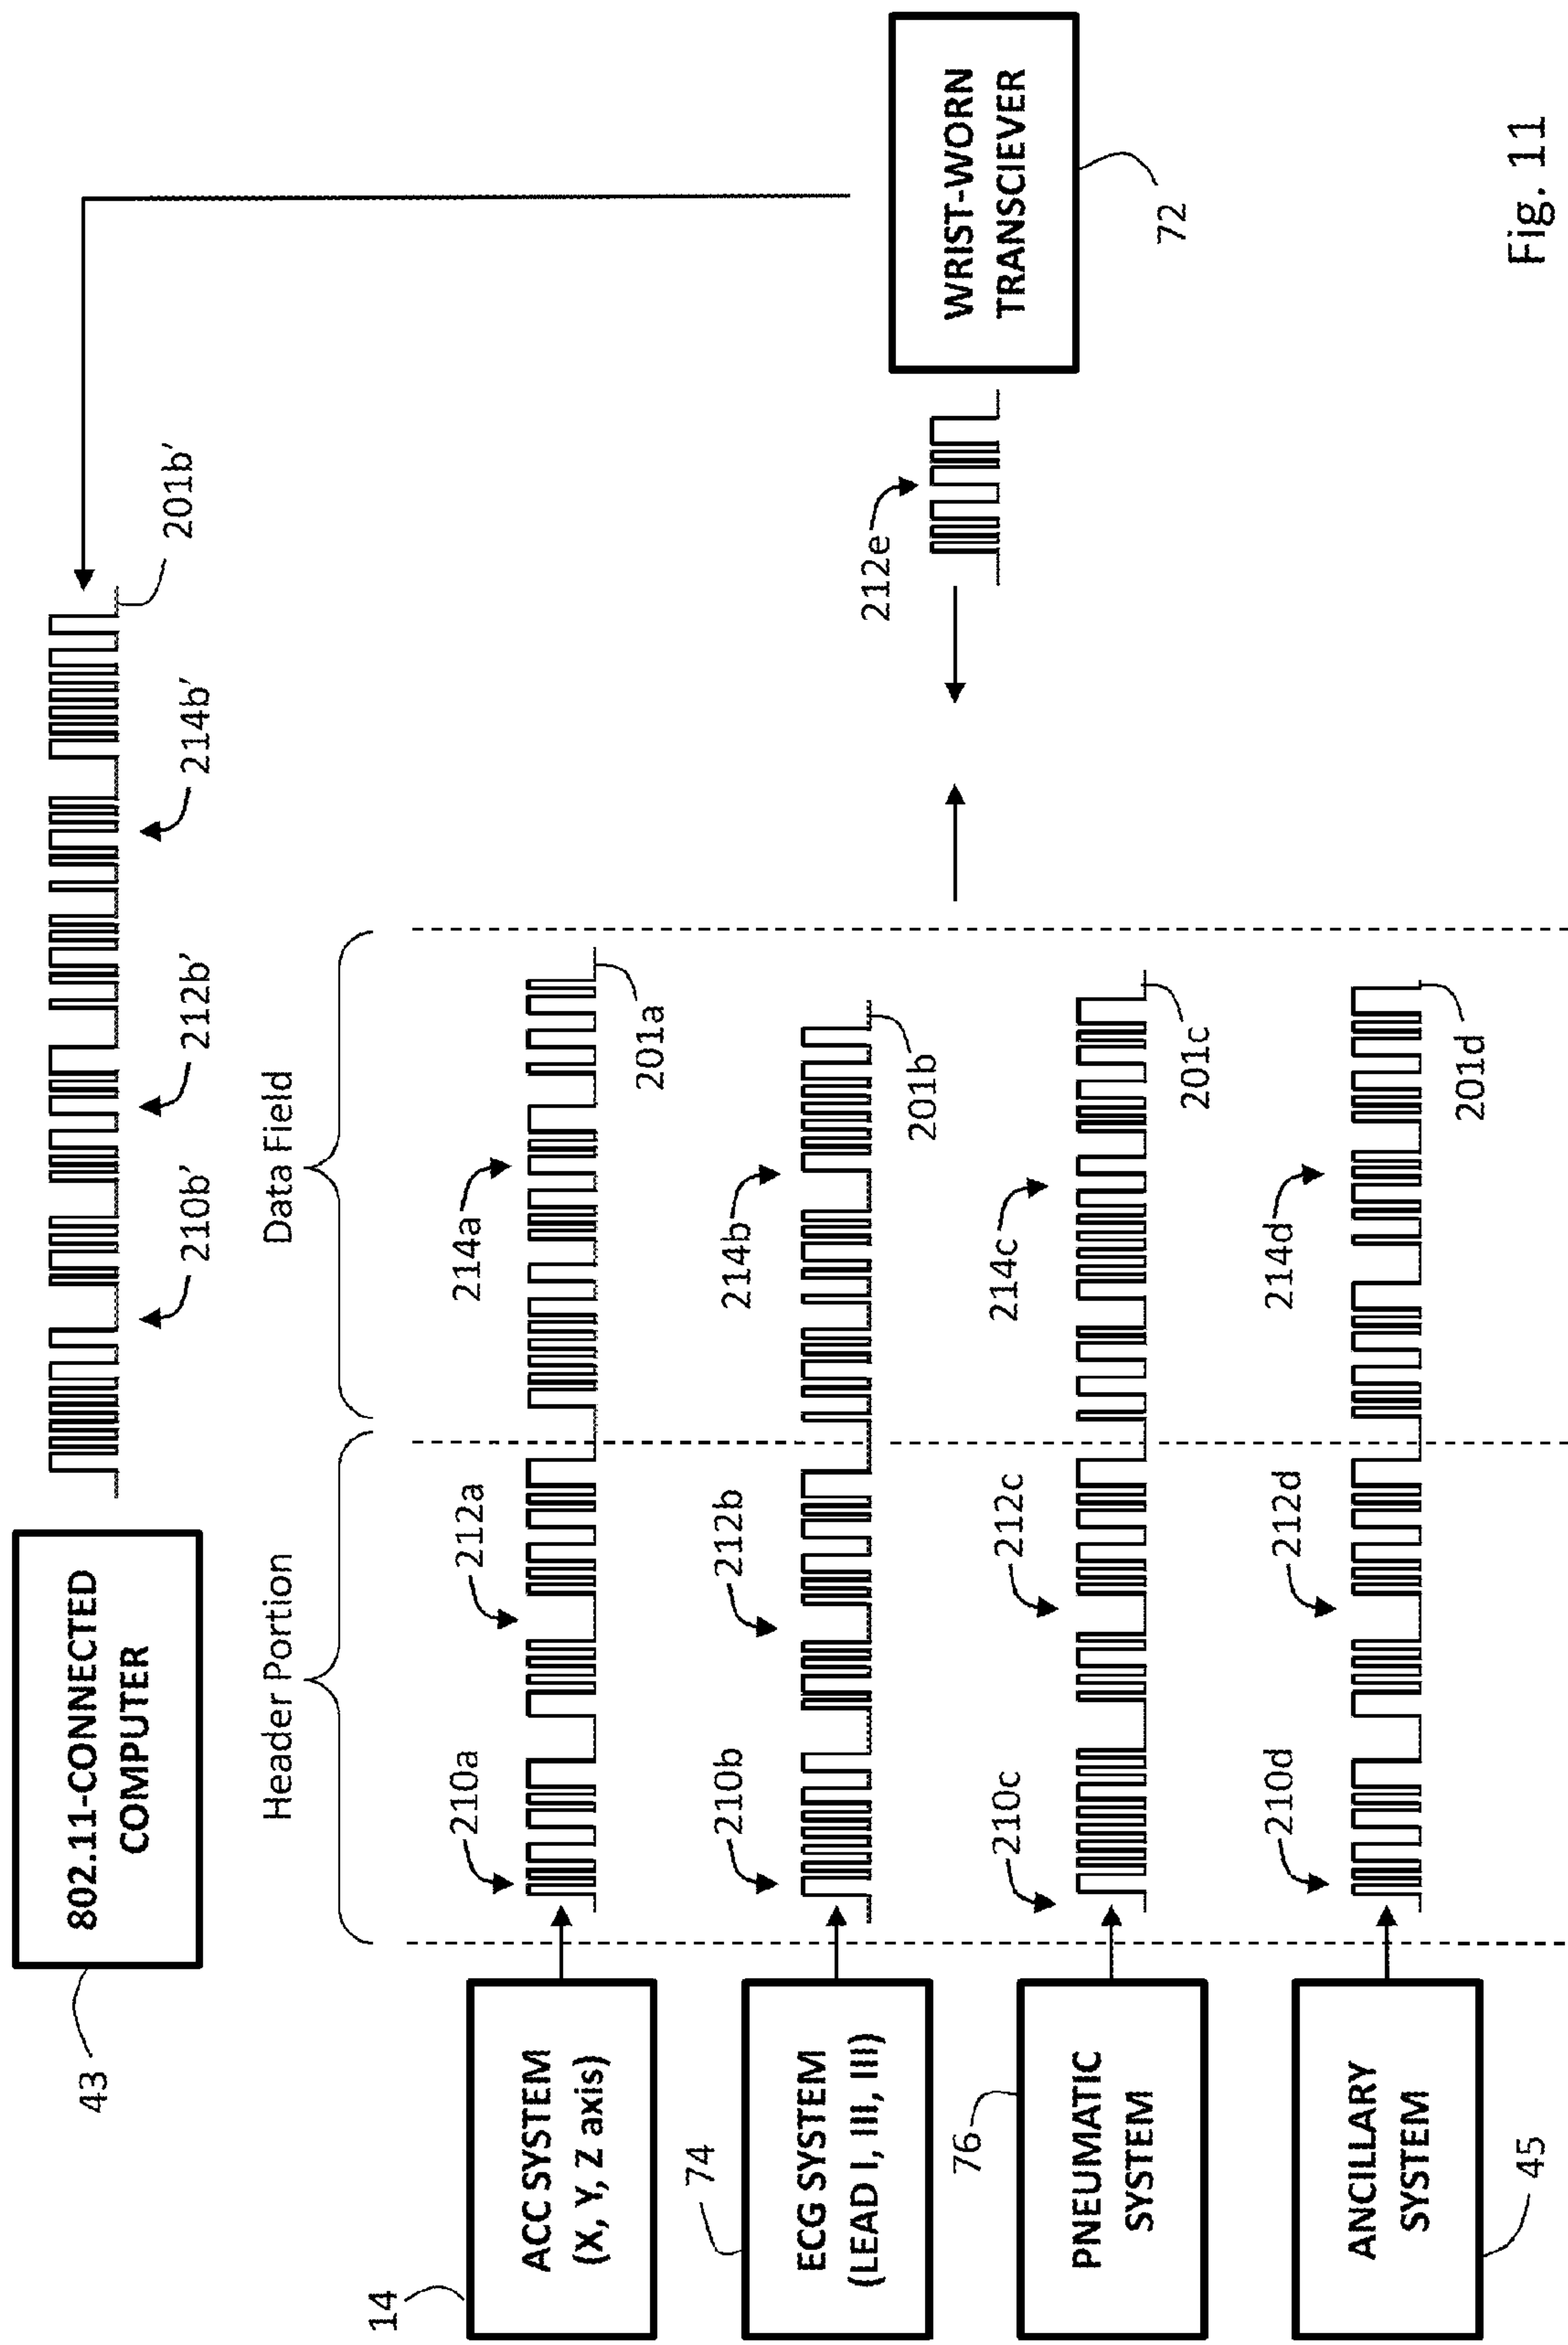 802.11-CONNECTED
COMPUTER
43
210b'
212b'
214b'
201b'
Header Portion
Data Field
14
ACC SYSTEM
(X, Y, Z axis)
210a
212a
214a
201a
74
ECG SYSTEM
(LEAD I, III, III)
210b
212b
214b
201b
76
PNEUMATIC
SYSTEM
210c
212c
214c
201c
ANCILLARY
SYSTEM
45
210d
212d
214d
201d
212e
WRIST-WORN
TRANSCIEVER
72
Fig. 11